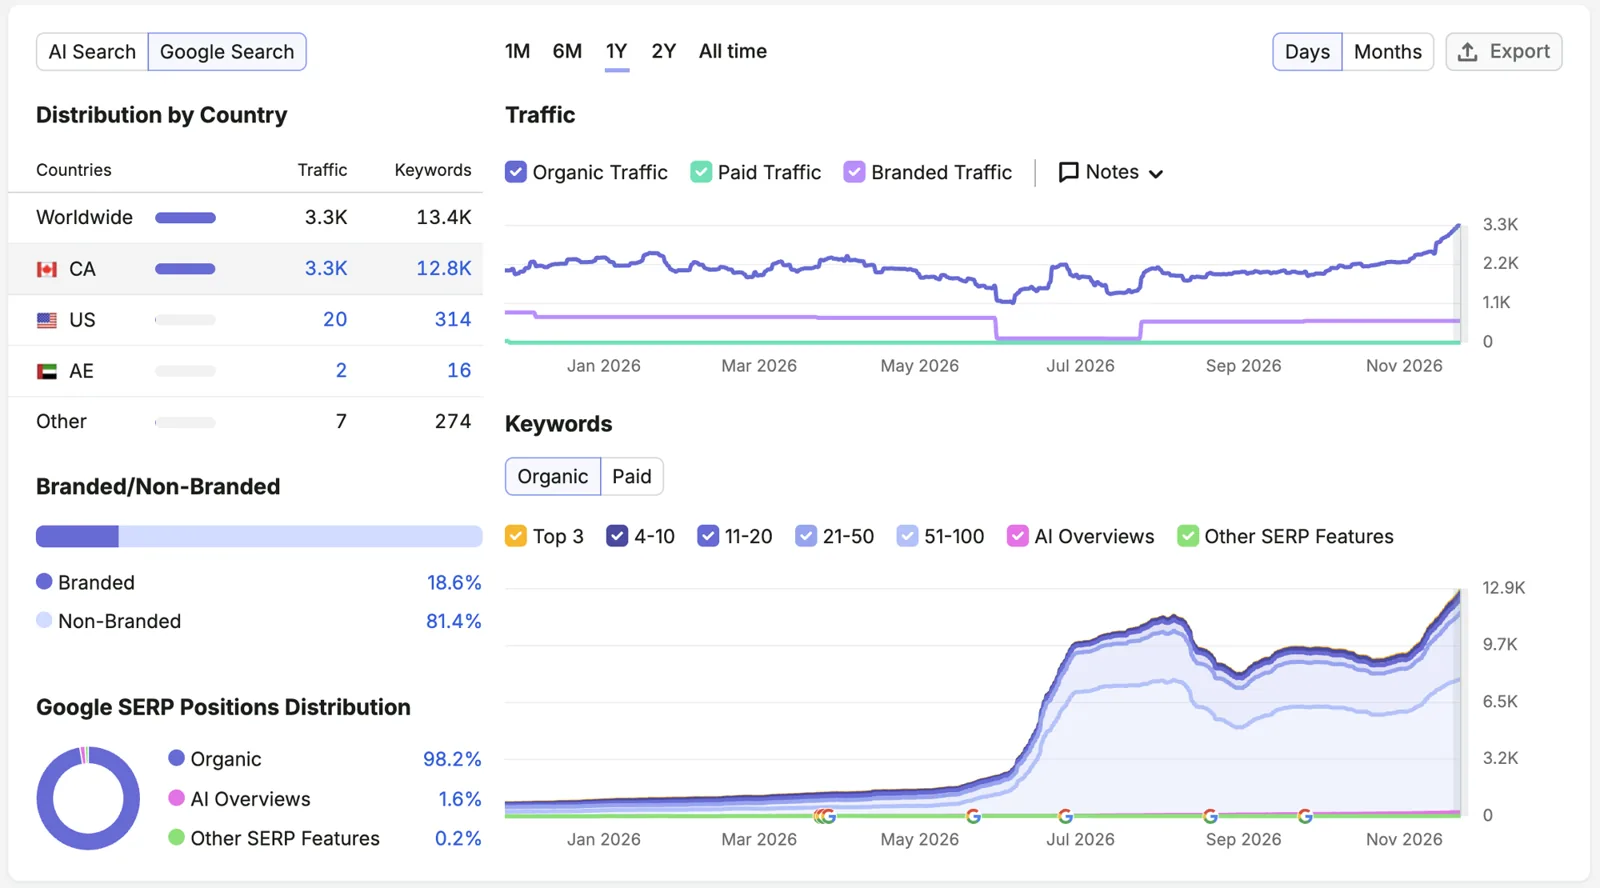 AI Search Google Search
1M 6M 1Y 2Y All time
Days Months Export
Distribution by Country
Countries Traffic Keywords
Worldwide 3.3K 13.4K
CA 3.3K 12.8K
US 20 314
AE 2 16
Other 7 274
Branded/Non-Branded
Branded 18.6%
Non-Branded 81.4%
Google SERP Positions Distribution
Organic 98.2%
AI Overviews 1.6%
Other SERP Features 0.2%
Traffic
Organic Traffic Paid Traffic Branded Traffic Notes
3.3K
2.2K
1.1K
0
Jan 2026 Mar 2026 May 2026 Jul 2026 Sep 2026 Nov 2026
Keywords
Organic Paid
Top 3 4-10 11-20 21-50 51-100 AI Overviews Other SERP Features
12.9K
9.7K
6.5K
3.2K
0
Jan 2026 Mar 2026 May 2026 Jul 2026 Sep 2026 Nov 2026